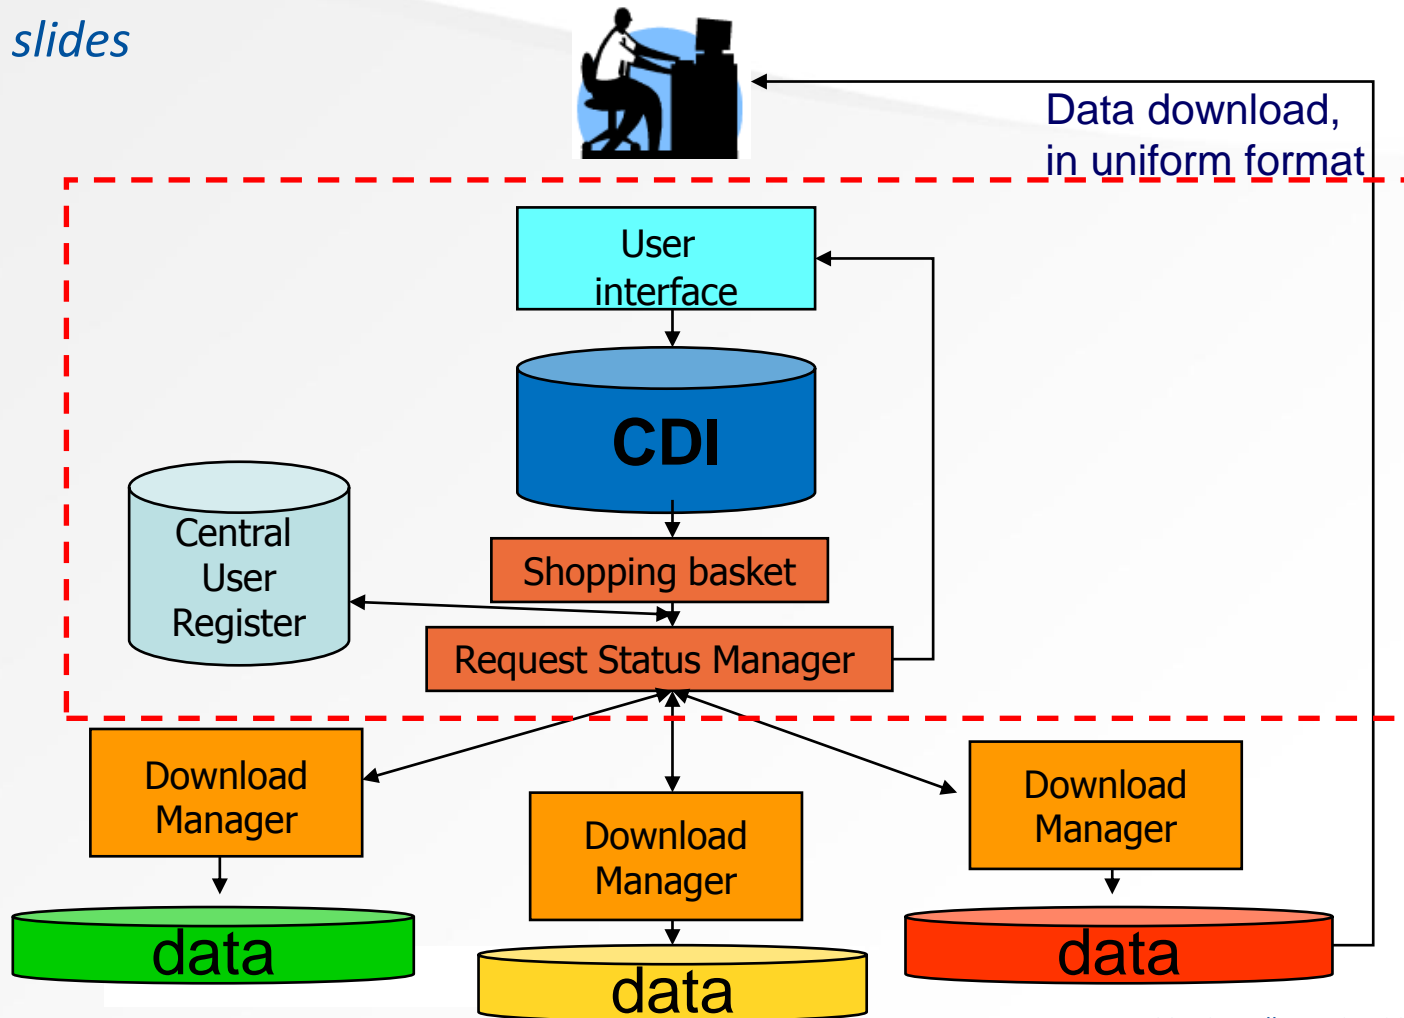 slides
Data download,
in uniform format
User
interface
CDI
Central
User
Register
Shopping basket
Request Status Manager
Download
Manager
Download
Manager
Download
Manager
data
data
data